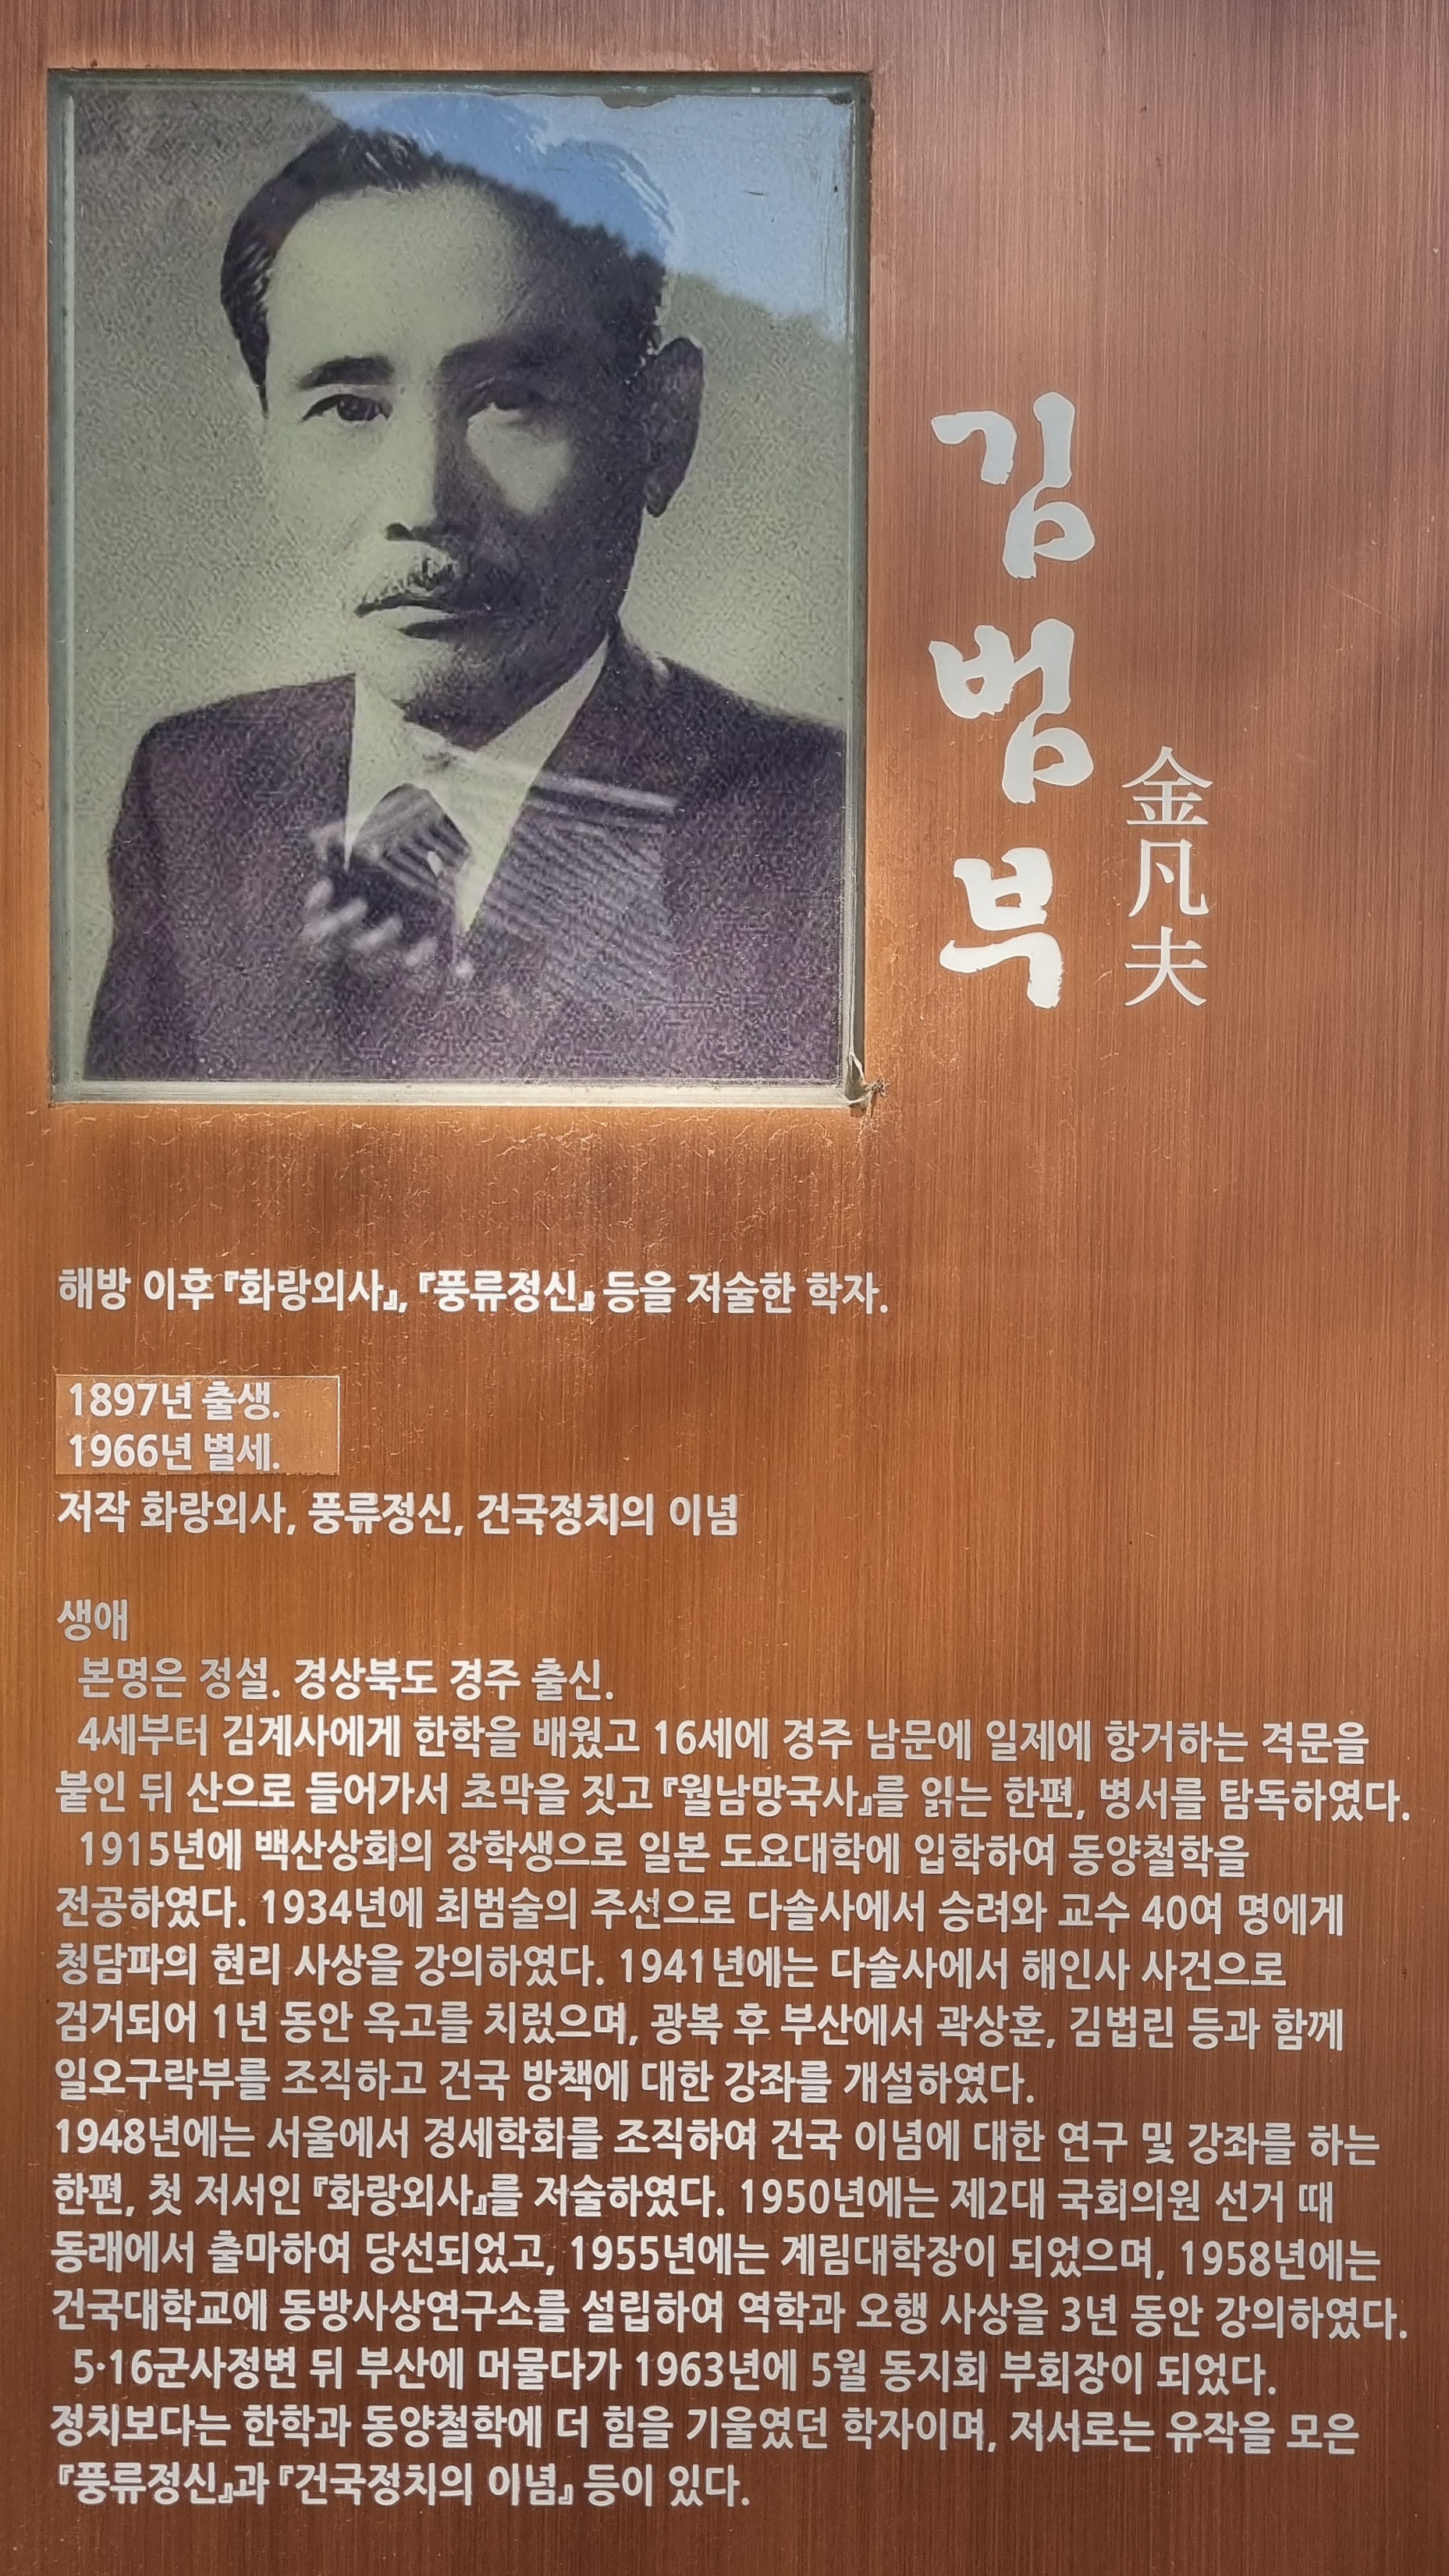 김범부
金凡夫
해방 이후 『화랑외사』, 『풍류정신』 등을 저술한 학자.
1897년 출생.
1966년 별세.
저작 화랑외사, 풍류정신, 건국정치의 이념
생애
본명은 정설. 경상북도 경주 출신.
4세부터 김계사에게 한학을 배웠고 16세에 경주 남문에 일제에 항거하는 격문을
붙인 뒤 산으로 들어가서 초막을 짓고 『월남망국사』를 읽는 한편, 병서를 탐독하였다.
1915년에 백산상회의 장학생으로 일본 도요대학에 입학하여 동양철학을
전공하였다. 1934년에 최범술의 주선으로 다솔사에서 승려와 교수 40여 명에게
청담파의 현리 사상을 강의하였다. 1941년에는 다솔사에서 해인사 사건으로
검거되어 1년 동안 옥고를 치렀으며, 광복 후 부산에서 곽상훈, 김법린 등과 함께
일오구락부를 조직하고 건국 방책에 대한 강좌를 개설하였다.
1948년에는 서울에서 경세학회를 조직하여 건국 이념에 대한 연구 및 강좌를 하는
한편, 첫 저서인 『화랑외사』를 저술하였다. 1950년에는 제2대 국회의원 선거 때
동래에서 출마하여 당선되었고, 1955년에는 계림대학장이 되었으며, 1958년에는
건국대학교에 동방사상연구소를 설립하여 역학과 오행 사상을 3년 동안 강의하였다.
5·16군사정변 뒤 부산에 머물다가 1963년에 5월 동지회 부회장이 되었다.
정치보다는 한학과 동양철학에 더 힘을 기울였던 학자이며, 저서로는 유작을 모은
『풍류정신』과 『건국정치의 이념』 등이 있다.